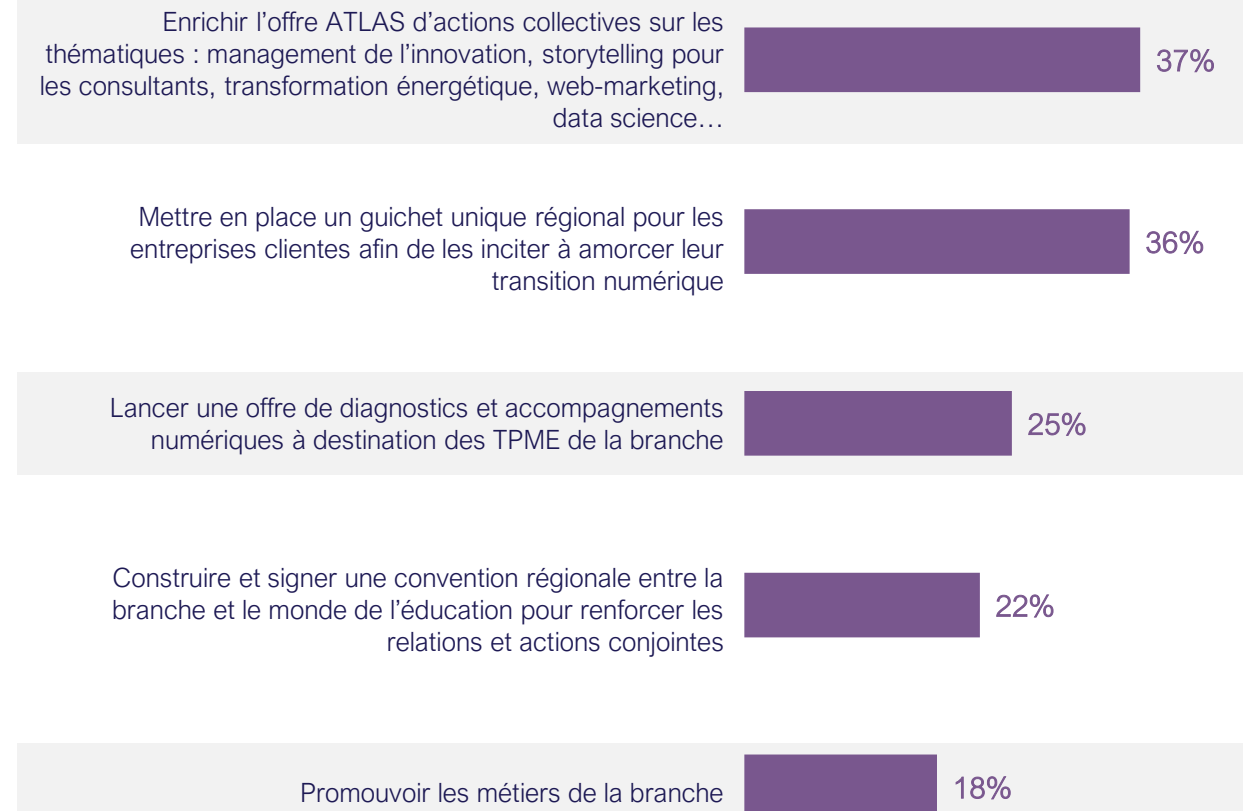 Enrichir l’offre ATLAS d’actions collectives sur les
thématiques : management de l’innovation, storytelling pour
les consultants, transformation énergétique, web-marketing,
data science…
37%
Mettre en place un guichet unique régional pour les
entreprises clientes afin de les inciter à amorcer leur
transition numérique
36%
Lancer une offre de diagnostics et accompagnements
numériques à destination des TPME de la branche
25%
Construire et signer une convention régionale entre la
branche et le monde de l’éducation pour renforcer les
relations et actions conjointes
22%
Promouvoir les métiers de la branche
18%